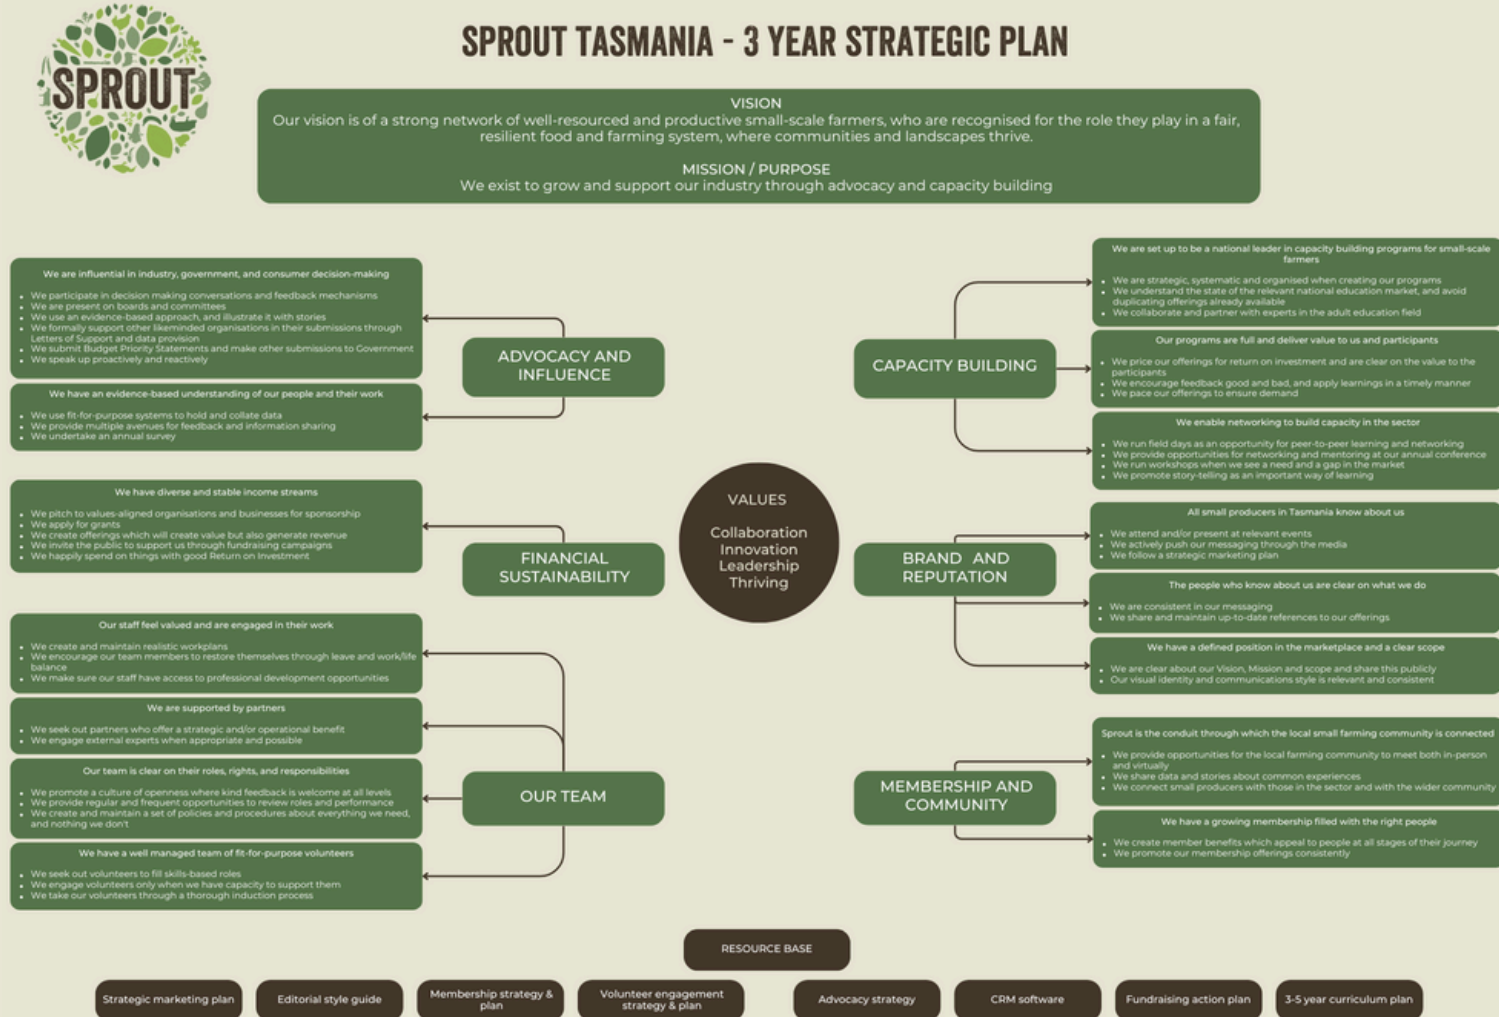 SPROUT
SPROUT TASMANIA - 3 YEAR STRATEGIC PLAN
VISION
Our vision is of a strong network of well-resourced and productive small-scale farmers, who are recognised for the role they play in a fair,
resilient food and farming system, where communities and landscapes thrive.
MISSION / PURPOSE
We exist to grow and support our industry through advocacy and capacity building
ADVOCACY AND
INFLUENCE
We are influential in industry, government, and consumer decision-making
• We participate in decision making conversations and feedback mechanisms
• We are present on boards and committees
• We use an evidence-based approach, and illustrate it with stories
• We formally support other likeminded organisations in their submissions through
Letters of Support and data provision
• We submit Budget Priority Statements and make other submissions to Government
• We speak up proactively and reactively
We have an evidence-based understanding of our people and their work
• We use fit-for-purpose systems to hold and collate data
• We provide multiple avenues for feedback and information sharing
• We undertake an annual survey
FINANCIAL
SUSTAINABILITY
We have diverse and stable income streams
• We pitch to values-aligned organisations and businesses for sponsorship
• We apply for grants
• We create offerings which will create value but also generate revenue
• We invite the public to support us through fundraising campaigns
• We happily spend on things with good Return on Investment
OUR TEAM
Our staff feel valued and are engaged in their work
• We create and maintain realistic workplans
• We encourage our team members to restore themselves through leave and work/life
balance
• We make sure our staff have access to professional development opportunities
We are supported by partners
• We seek out partners who offer a strategic and/or operational benefit
• We engage external experts when appropriate and possible
Our team is clear on their roles, rights, and responsibilities
• We promote a culture of openness where kind feedback is welcome at all levels
• We provide regular and frequent opportunities to review roles and performance
• We create and maintain a set of policies and procedures about everything we need,
and nothing we don't
We have a well managed team of fit-for-purpose volunteers
• We seek out volunteers to fill skills-based roles
• We engage volunteers only when we have capacity to support them
• We take our volunteers through a thorough induction process
VALUES
Collaboration
Innovation
Leadership
Thriving
CAPACITY BUILDING
We are set up to be a national leader in capacity building programs for small-scale
farmers
• We are strategic, systematic and organised when creating our programs
• We understand the state of the relevant national education market, and avoid
duplicating offerings already available
• We collaborate and partner with experts in the adult education field
Our programs are full and deliver value to us and participants
• We price our offerings for return on investment and are clear on the value to the
participants
• We encourage feedback good and bad, and apply learnings in a timely manner
• We pace our offerings to ensure demand
We enable networking to build capacity in the sector
• We run field days as an opportunity for peer-to-peer learning and networking
• We provide opportunities for networking and mentoring at our annual conference
• We run workshops when we see a need and a gap in the market
• We promote story-telling as an important way of learning
BRAND AND
REPUTATION
All small producers in Tasmania know about us
• We attend and/or present at relevant events
• We actively push our messaging through the media
• We follow a strategic marketing plan
The people who know about us are clear on what we do
• We are consistent in our messaging
• We share and maintain up-to-date references to our offerings
We have a defined position in the marketplace and a clear scope
• We are clear about our Vision, Mission and scope and share this publicly
• Our visual identity and communications style is relevant and consistent
MEMBERSHIP AND
COMMUNITY
Sprout is the conduit through which the local small farming community is connected
• We provide opportunities for the local farming community to meet both in-person
and virtually
• We share data and stories about common experiences
• We connect small producers with those in the sector and with the wider community
We have a growing membership filled with the right people
• We create member benefits which appeal to people at all stages of their journey
• We promote our membership offerings consistently
RESOURCE BASE
Strategic marketing plan
Editorial style guide
Membership strategy &
plan
Volunteer engagement
strategy & plan
Advocacy strategy
CRM software
Fundraising action plan
3-5 year curriculum plan